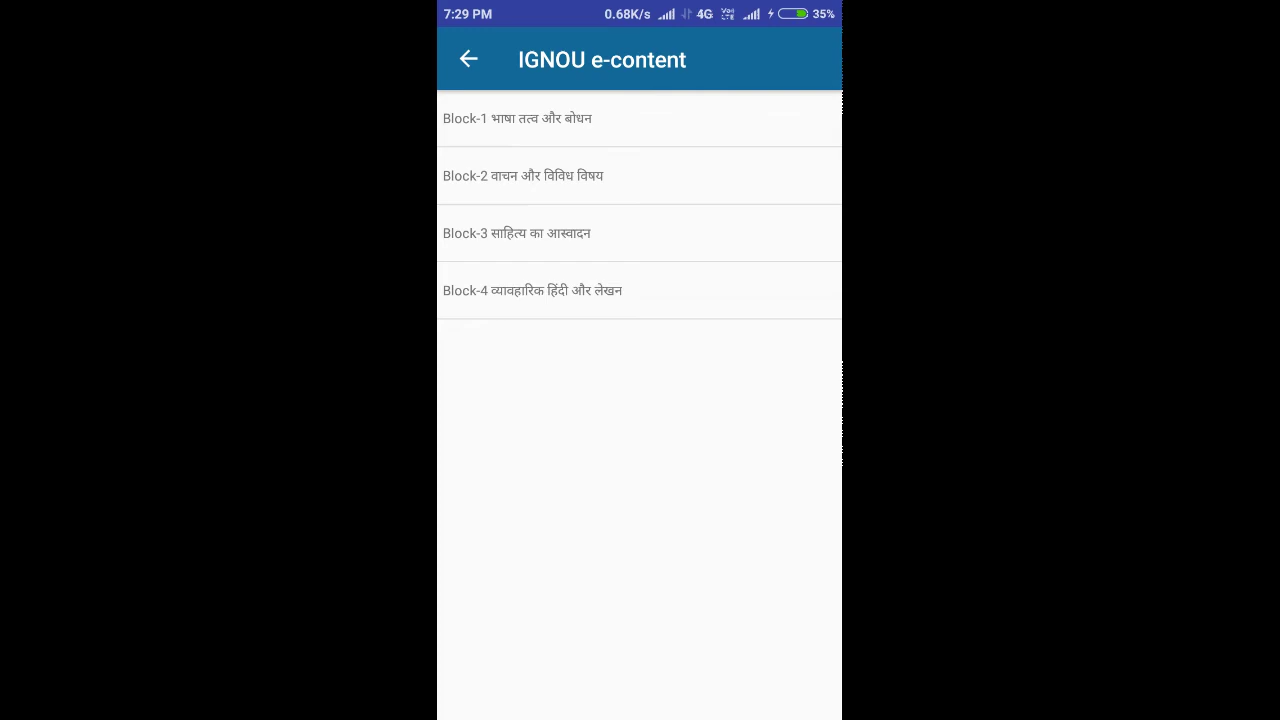 7:29 PM 0.68K/s 4G VoLTE 35%
IGNOU e-content
Block-1 भाषा तत्व और बोधन
Block-2 वाचन और विविध विषय
Block-3 साहित्य का आस्वादन
Block-4 व्यावहारिक हिंदी और लेखन